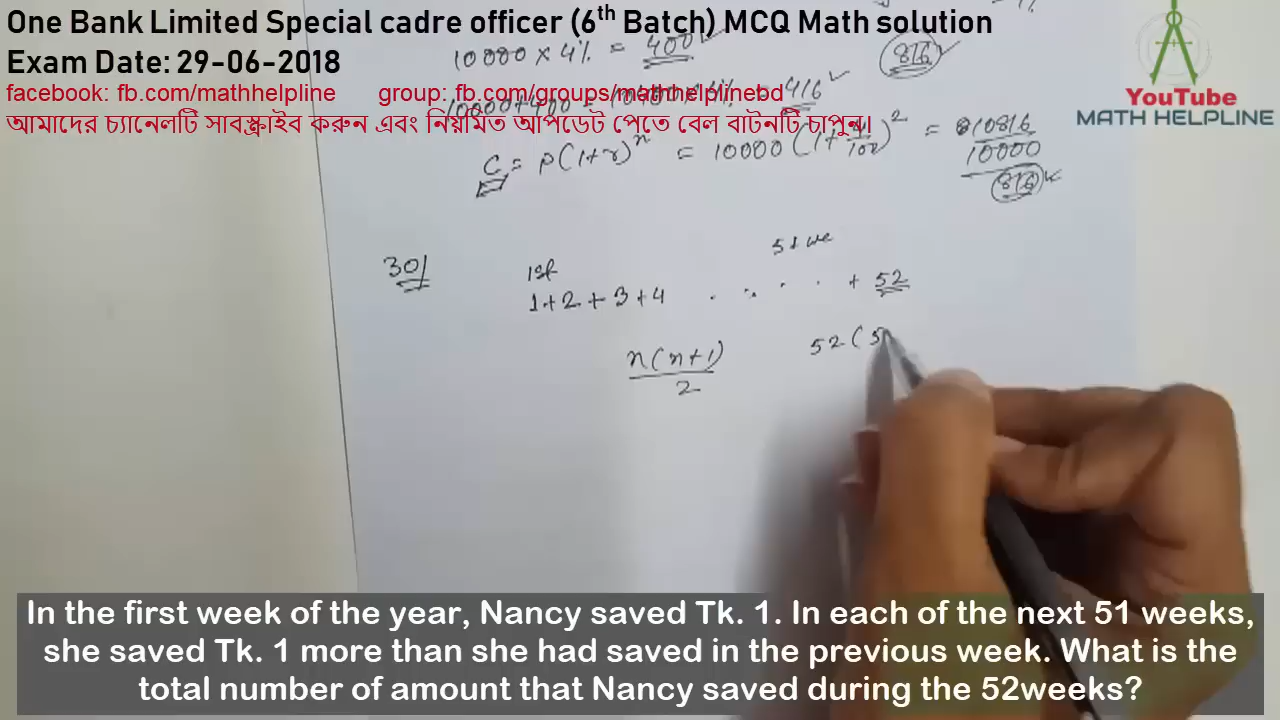 One Bank Limited Special cadre officer (6th Batch) MCQ Math solution
Exam Date: 29-06-2018
10000 × 4% = 400
816
facebook: fb.com/mathhelpline group: fb.com/groups/mathhelplinebd
416
আমাদের চ্যানেলটি সাবস্ক্রাইব করুন এবং নিয়মিত আপডেট পেতে বেল বাটনটি চাপুন।
YouTube
MATH HELPLINE
C = P(1+r)^n = 10000 (1+4/100)^2 =
10000
816
51 we
30/
1st
1+2+3+4 . . . . . + 52
n(n+1)
2
52 ( 5
In the first week of the year, Nancy saved Tk. 1. In each of the next 51 weeks,
she saved Tk. 1 more than she had saved in the previous week. What is the
total number of amount that Nancy saved during the 52weeks?